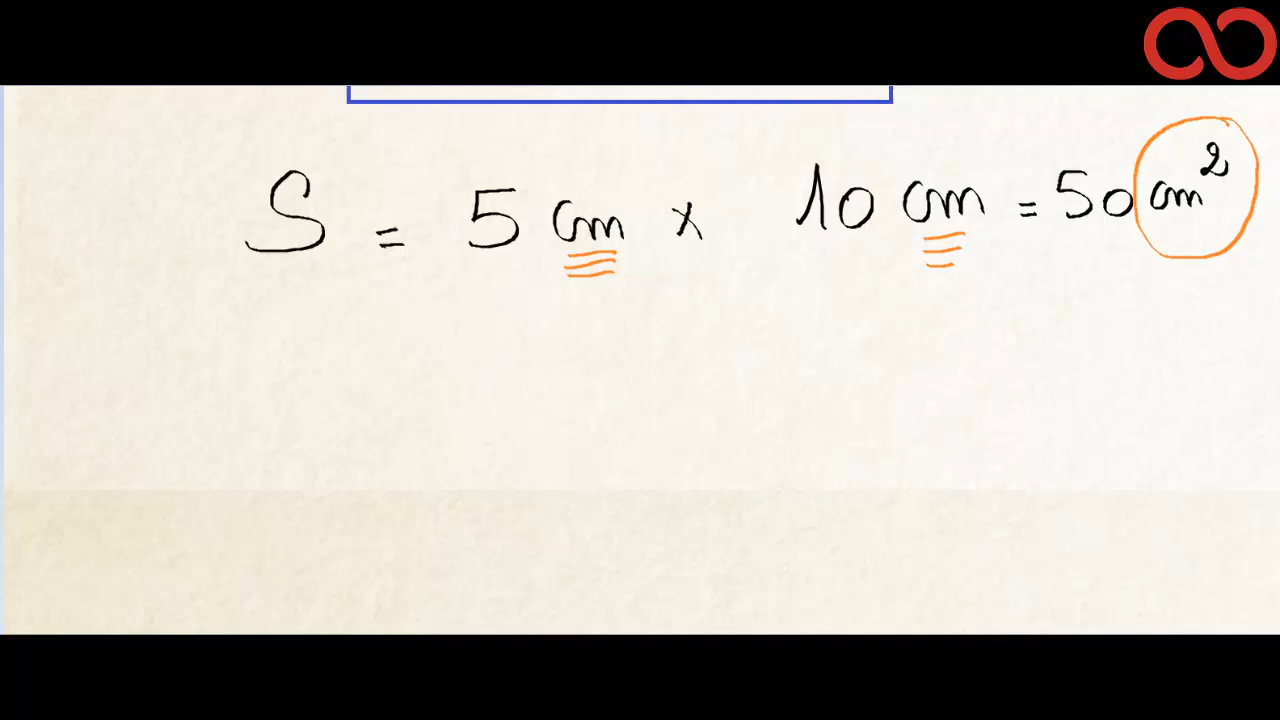 S = 5 cm x 10 cm = 50 cm²